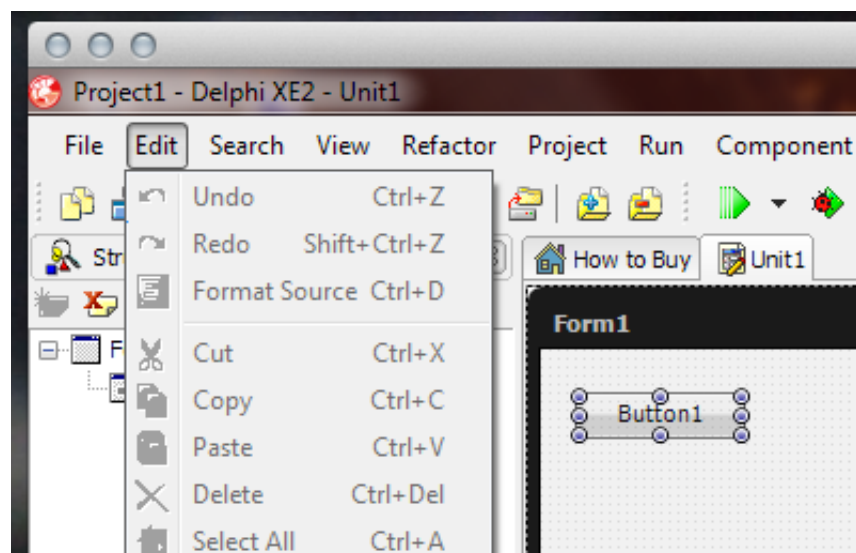 Project1 - Delphi XE2 - Unit1
File Edit Search View Refactor Project Run Component
Undo Ctrl+Z
Redo Shift+Ctrl+Z
Format Source Ctrl+D
Cut Ctrl+X
Copy Ctrl+C
Paste Ctrl+V
Delete Ctrl+Del
Select All Ctrl+A
Str
F
How to Buy Unit1
Form1
Button1